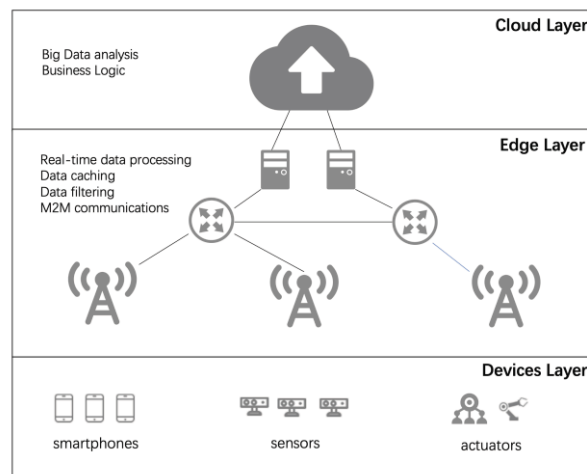 Cloud Layer
Big Data analysis
Business Logic
Edge Layer
Real-time data processing
Data caching
Data filtering
M2M communications
Devices Layer
smartphones
sensors
actuators